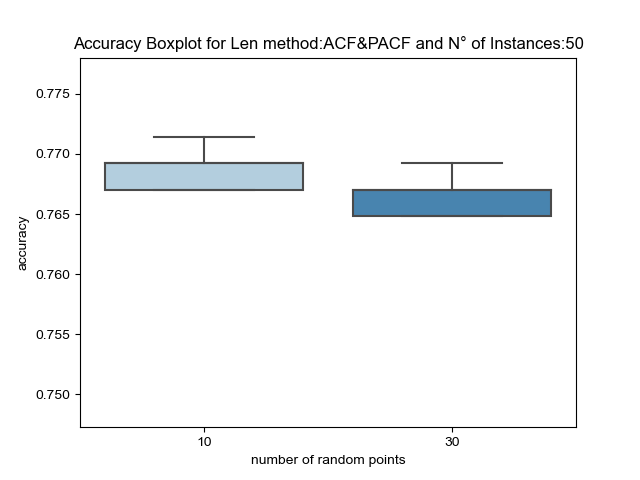 Accuracy Boxplot for Len method:ACF&PACF and N° of Instances:50
0.775
0.770
0.765
0.760
0.755
0.750
accuracy
10 30
number of random points